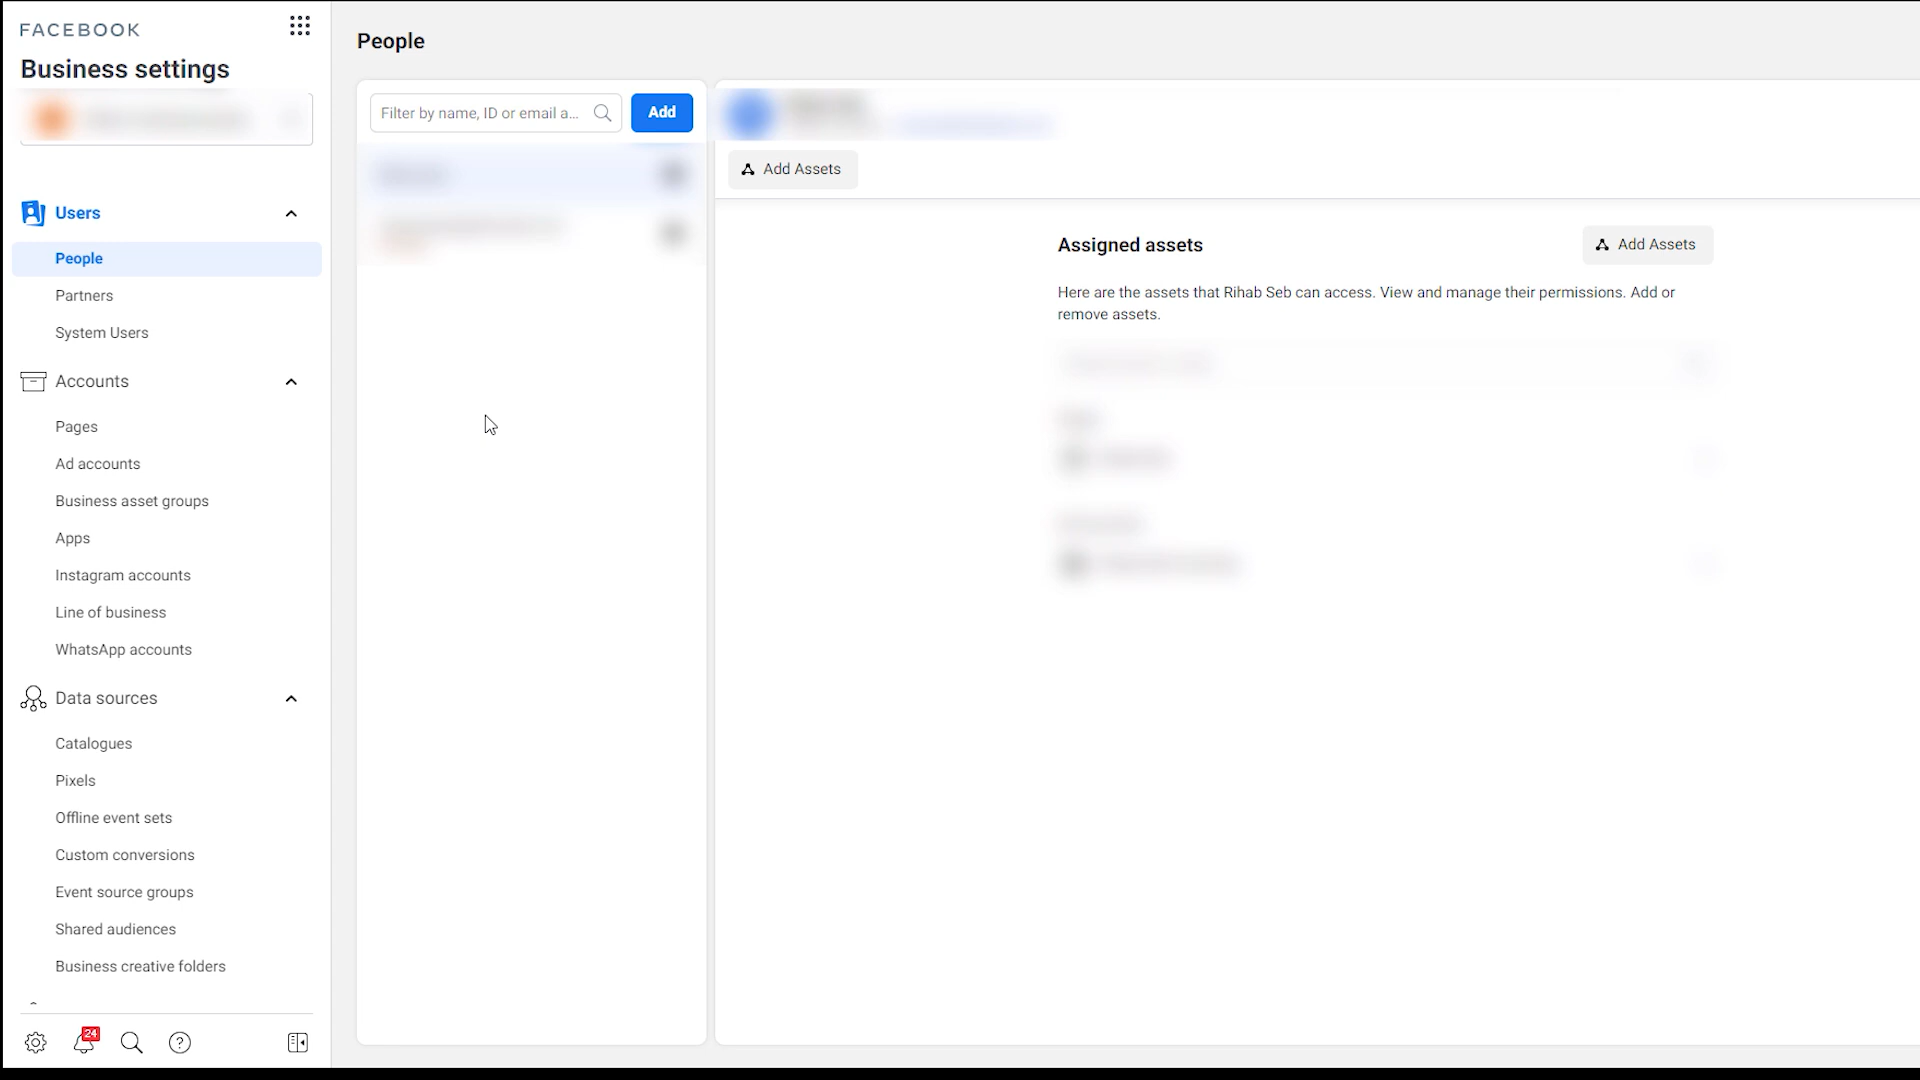 FACEBOOK
Business settings
Users
People
Partners
System Users
Accounts
Pages
Ad accounts
Business asset groups
Apps
Instagram accounts
Line of business
WhatsApp accounts
Data sources
Catalogues
Pixels
Offline event sets
Custom conversions
Event source groups
Shared audiences
Business creative folders
24
People
Filter by name, ID or email a...
Add
Add Assets
Assigned assets
Add Assets
Here are the assets that Rihab Seb can access. View and manage their permissions. Add or
remove assets.